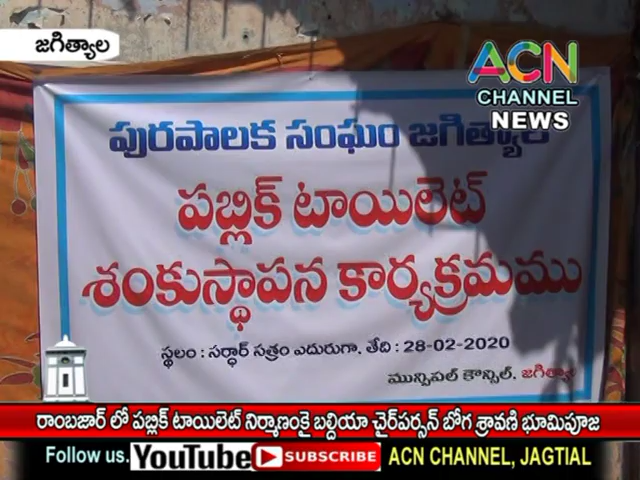 జగిత్యాల
ACN
CHANNEL
NEWS
పురపాలక సంఘం జగిత్యాల
పబ్లిక్ టాయిలెట్
శంకుస్థాపన కార్యక్రమము
స్థలం : సర్ధార్ సత్రం ఎదురుగా. తేది : 28-02-2020
మున్సిపల్ కౌన్సిల్. జగిత్యాల
రాంబజార్ లో పబ్లిక్ టాయిలెట్ నిర్మాణంకై బల్దియా చైర్‌పర్సన్ బోగ శ్రావణి భూమిపూజ
Follow us. YouTube SUBSCRIBE ACN CHANNEL, JAGTIAL